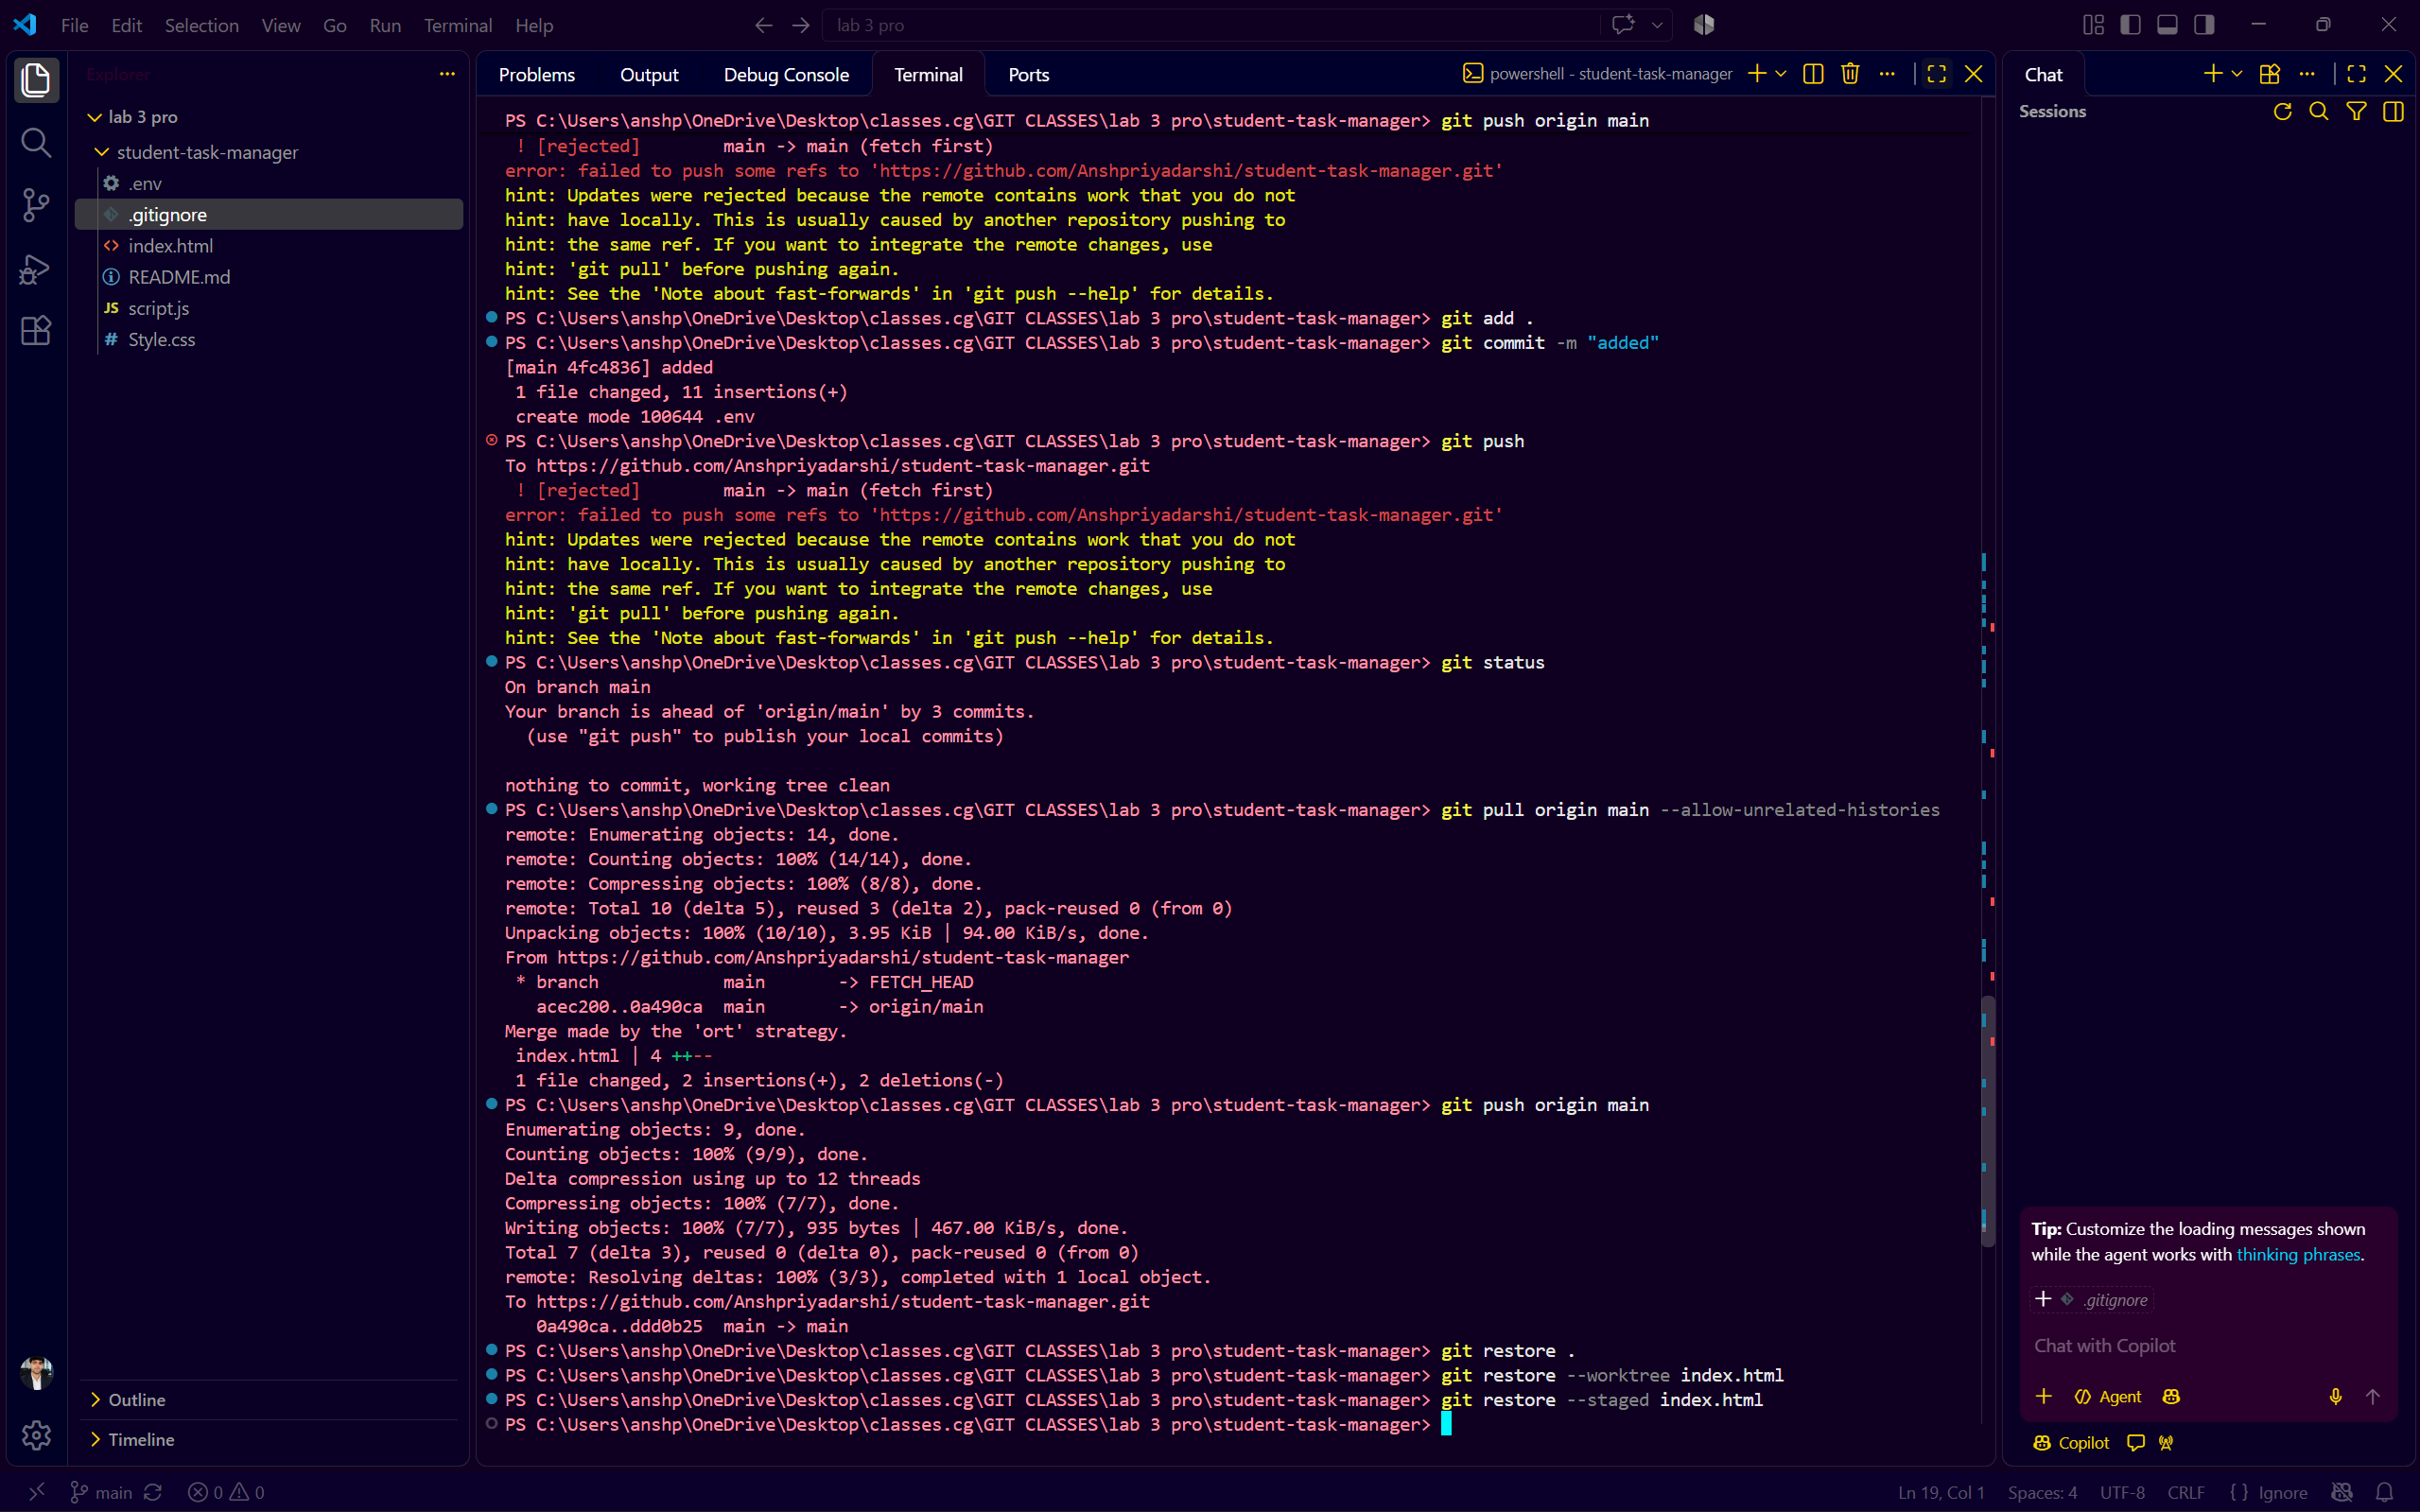 File Edit Selection View Go Run Terminal Help
lab 3 pro
Explorer
lab 3 pro
student-task-manager
.env
.gitignore
index.html
README.md
JS script.js
# Style.css
Outline
Timeline
Problems Output Debug Console Terminal Ports
powershell - student-task-manager
PS C:\Users\anshp\OneDrive\Desktop\classes.cg\GIT CLASSES\lab 3 pro\student-task-manager> git push origin main
 ! [rejected]        main -> main (fetch first)
error: failed to push some refs to 'https://github.com/Anshpriyadarshi/student-task-manager.git'
hint: Updates were rejected because the remote contains work that you do not
hint: have locally. This is usually caused by another repository pushing to
hint: the same ref. If you want to integrate the remote changes, use
hint: 'git pull' before pushing again.
hint: See the 'Note about fast-forwards' in 'git push --help' for details.
PS C:\Users\anshp\OneDrive\Desktop\classes.cg\GIT CLASSES\lab 3 pro\student-task-manager> git add .
PS C:\Users\anshp\OneDrive\Desktop\classes.cg\GIT CLASSES\lab 3 pro\student-task-manager> git commit -m "added"
[main 4fc4836] added
 1 file changed, 11 insertions(+)
 create mode 100644 .env
PS C:\Users\anshp\OneDrive\Desktop\classes.cg\GIT CLASSES\lab 3 pro\student-task-manager> git push
To https://github.com/Anshpriyadarshi/student-task-manager.git
 ! [rejected]        main -> main (fetch first)
error: failed to push some refs to 'https://github.com/Anshpriyadarshi/student-task-manager.git'
hint: Updates were rejected because the remote contains work that you do not
hint: have locally. This is usually caused by another repository pushing to
hint: the same ref. If you want to integrate the remote changes, use
hint: 'git pull' before pushing again.
hint: See the 'Note about fast-forwards' in 'git push --help' for details.
PS C:\Users\anshp\OneDrive\Desktop\classes.cg\GIT CLASSES\lab 3 pro\student-task-manager> git status
On branch main
Your branch is ahead of 'origin/main' by 3 commits.
  (use "git push" to publish your local commits)
nothing to commit, working tree clean
PS C:\Users\anshp\OneDrive\Desktop\classes.cg\GIT CLASSES\lab 3 pro\student-task-manager> git pull origin main --allow-unrelated-histories
remote: Enumerating objects: 14, done.
remote: Counting objects: 100% (14/14), done.
remote: Compressing objects: 100% (8/8), done.
remote: Total 10 (delta 5), reused 3 (delta 2), pack-reused 0 (from 0)
Unpacking objects: 100% (10/10), 3.95 KiB | 94.00 KiB/s, done.
From https://github.com/Anshpriyadarshi/student-task-manager
 * branch            main       -> FETCH_HEAD
   acec200..0a490ca  main       -> origin/main
Merge made by the 'ort' strategy.
 index.html | 4 ++--
 1 file changed, 2 insertions(+), 2 deletions(-)
PS C:\Users\anshp\OneDrive\Desktop\classes.cg\GIT CLASSES\lab 3 pro\student-task-manager> git push origin main
Enumerating objects: 9, done.
Counting objects: 100% (9/9), done.
Delta compression using up to 12 threads
Compressing objects: 100% (7/7), done.
Writing objects: 100% (7/7), 935 bytes | 467.00 KiB/s, done.
Total 7 (delta 3), reused 0 (delta 0), pack-reused 0 (from 0)
remote: Resolving deltas: 100% (3/3), completed with 1 local object.
To https://github.com/Anshpriyadarshi/student-task-manager.git
   0a490ca..ddd0b25  main -> main
PS C:\Users\anshp\OneDrive\Desktop\classes.cg\GIT CLASSES\lab 3 pro\student-task-manager> git restore .
PS C:\Users\anshp\OneDrive\Desktop\classes.cg\GIT CLASSES\lab 3 pro\student-task-manager> git restore --worktree index.html
PS C:\Users\anshp\OneDrive\Desktop\classes.cg\GIT CLASSES\lab 3 pro\student-task-manager> git restore --staged index.html
PS C:\Users\anshp\OneDrive\Desktop\classes.cg\GIT CLASSES\lab 3 pro\student-task-manager>
Chat
Sessions
Tip: Customize the loading messages shown
while the agent works with thinking phrases.
.gitignore
Chat with Copilot
Agent
Copilot
main 0 0
Ln 19, Col 1 Spaces: 4 UTF-8 CRLF { } Ignore